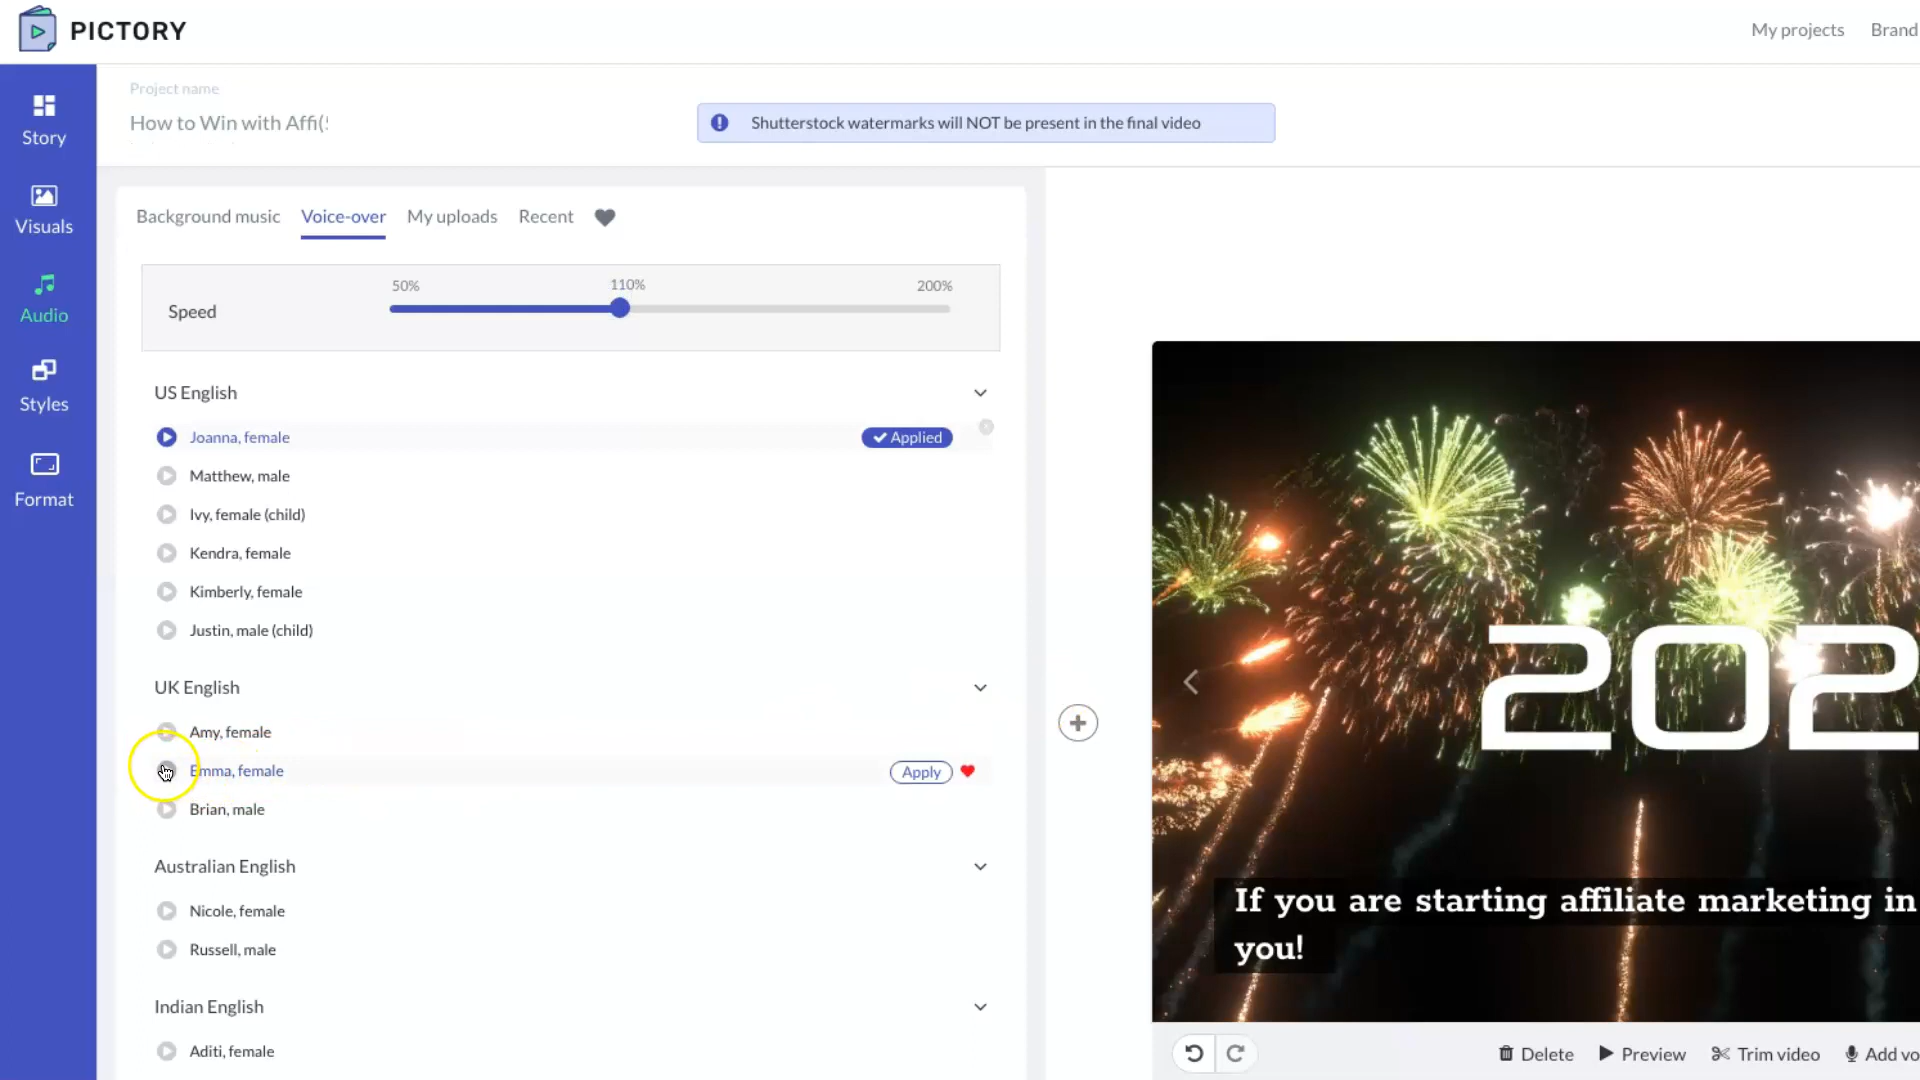 PICTORY
My projects
Brand
Story
Visuals
Audio
Styles
Format
Project name
How to Win with Affi(
Shutterstock watermarks will NOT be present in the final video
Background music
Voice-over
My uploads
Recent
50%
110%
200%
Speed
US English
Joanna, female
Applied
Matthew, male
Ivy, female (child)
Kendra, female
Kimberly, female
Justin, male (child)
UK English
Amy, female
Emma, female
Apply
Brian, male
Australian English
Nicole, female
Russell, male
Indian English
Aditi, female
202
If you are starting affiliate marketing in
you!
Delete
Preview
Trim video
Add vo